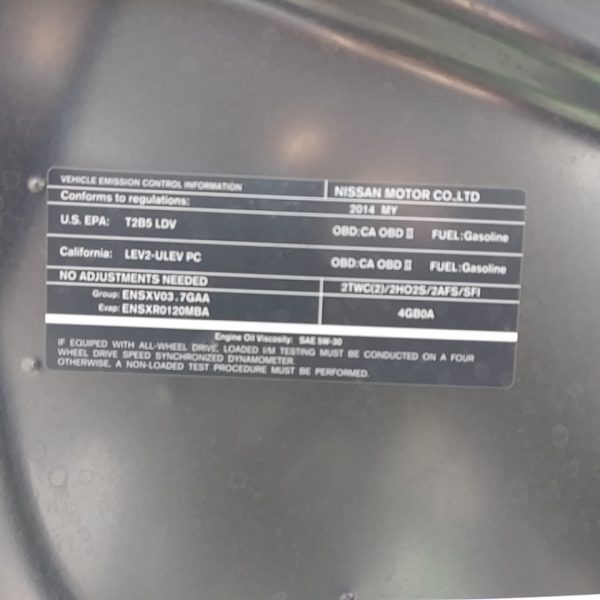 VEHICLE EMISSION CONTROL INFORMATION
NISSAN MOTOR CO.,LTD
Conforms to regulations:
2014 MY
U.S. EPA: T2B5 LDV
OBD:CA OBD Ⅱ FUEL:Gasoline
California: LEV2-ULEV PC
OBD:CA OBD Ⅱ FUEL:Gasoline
NO ADJUSTMENTS NEEDED
2TWC(2)/2HO2S/2AFS/SFI
Group: ENSXV03.7GAA
Evap: ENSXR0120MBA
4GB0A
Engine Oil Viscosity: SAE 5W-30
IF EQUIPED WITH ALL-WHEEL DRIVE, LOADED I/M TESTING MUST BE CONDUCTED ON A FOUR
WHEEL DRIVE SPEED SYNCHRONIZED DYNAMOMETER.
OTHERWISE, A NON-LOADED TEST PROCEDURE MUST BE PERFORMED.